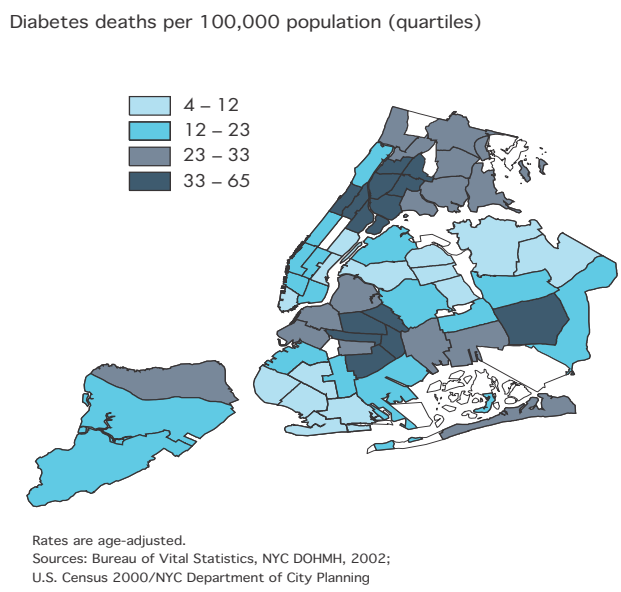 Diabetes deaths per 100,000 population (quartiles)
4 – 12
12 – 23
23 – 33
33 – 65
Rates are age-adjusted.
Sources: Bureau of Vital Statistics, NYC DOHMH, 2002;
U.S. Census 2000/NYC Department of City Planning